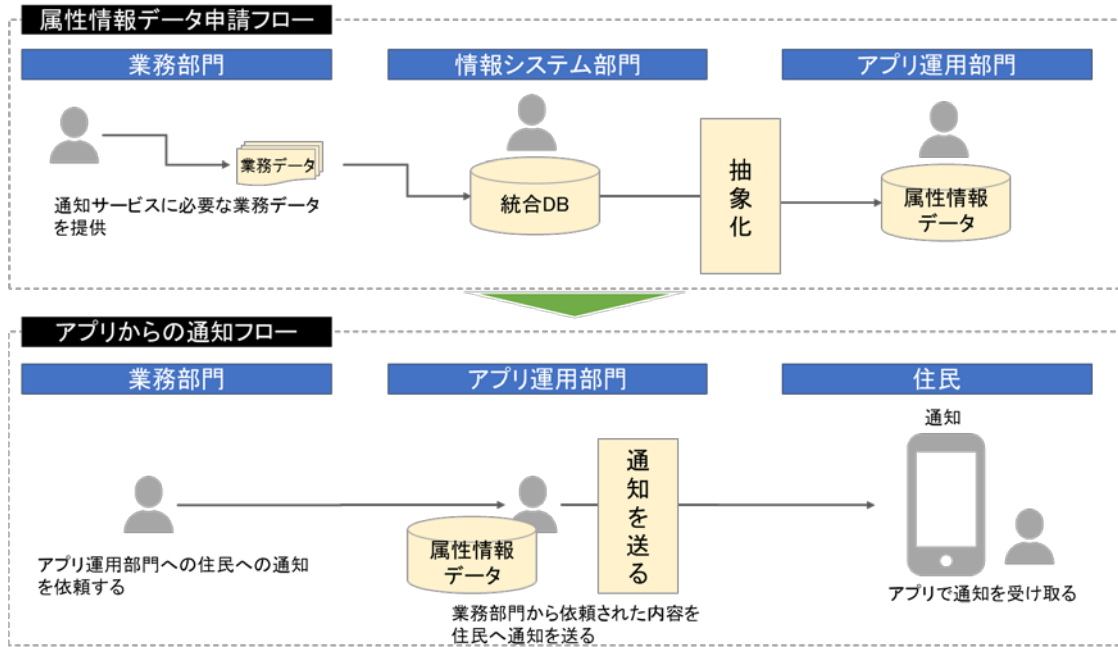 属性情報データ申請フロー
業務部門
情報システム部門
アプリ運用部門
業務データ
通知サービスに必要な業務データ
を提供
統合DB
抽象化
属性情報
データ
アプリからの通知フロー
業務部門
アプリ運用部門
住民
アプリ運用部門への住民への通知
を依頼する
属性情報
データ
通知を送る
業務部門から依頼された内容を
住民へ通知を送る
通知
アプリで通知を受け取る